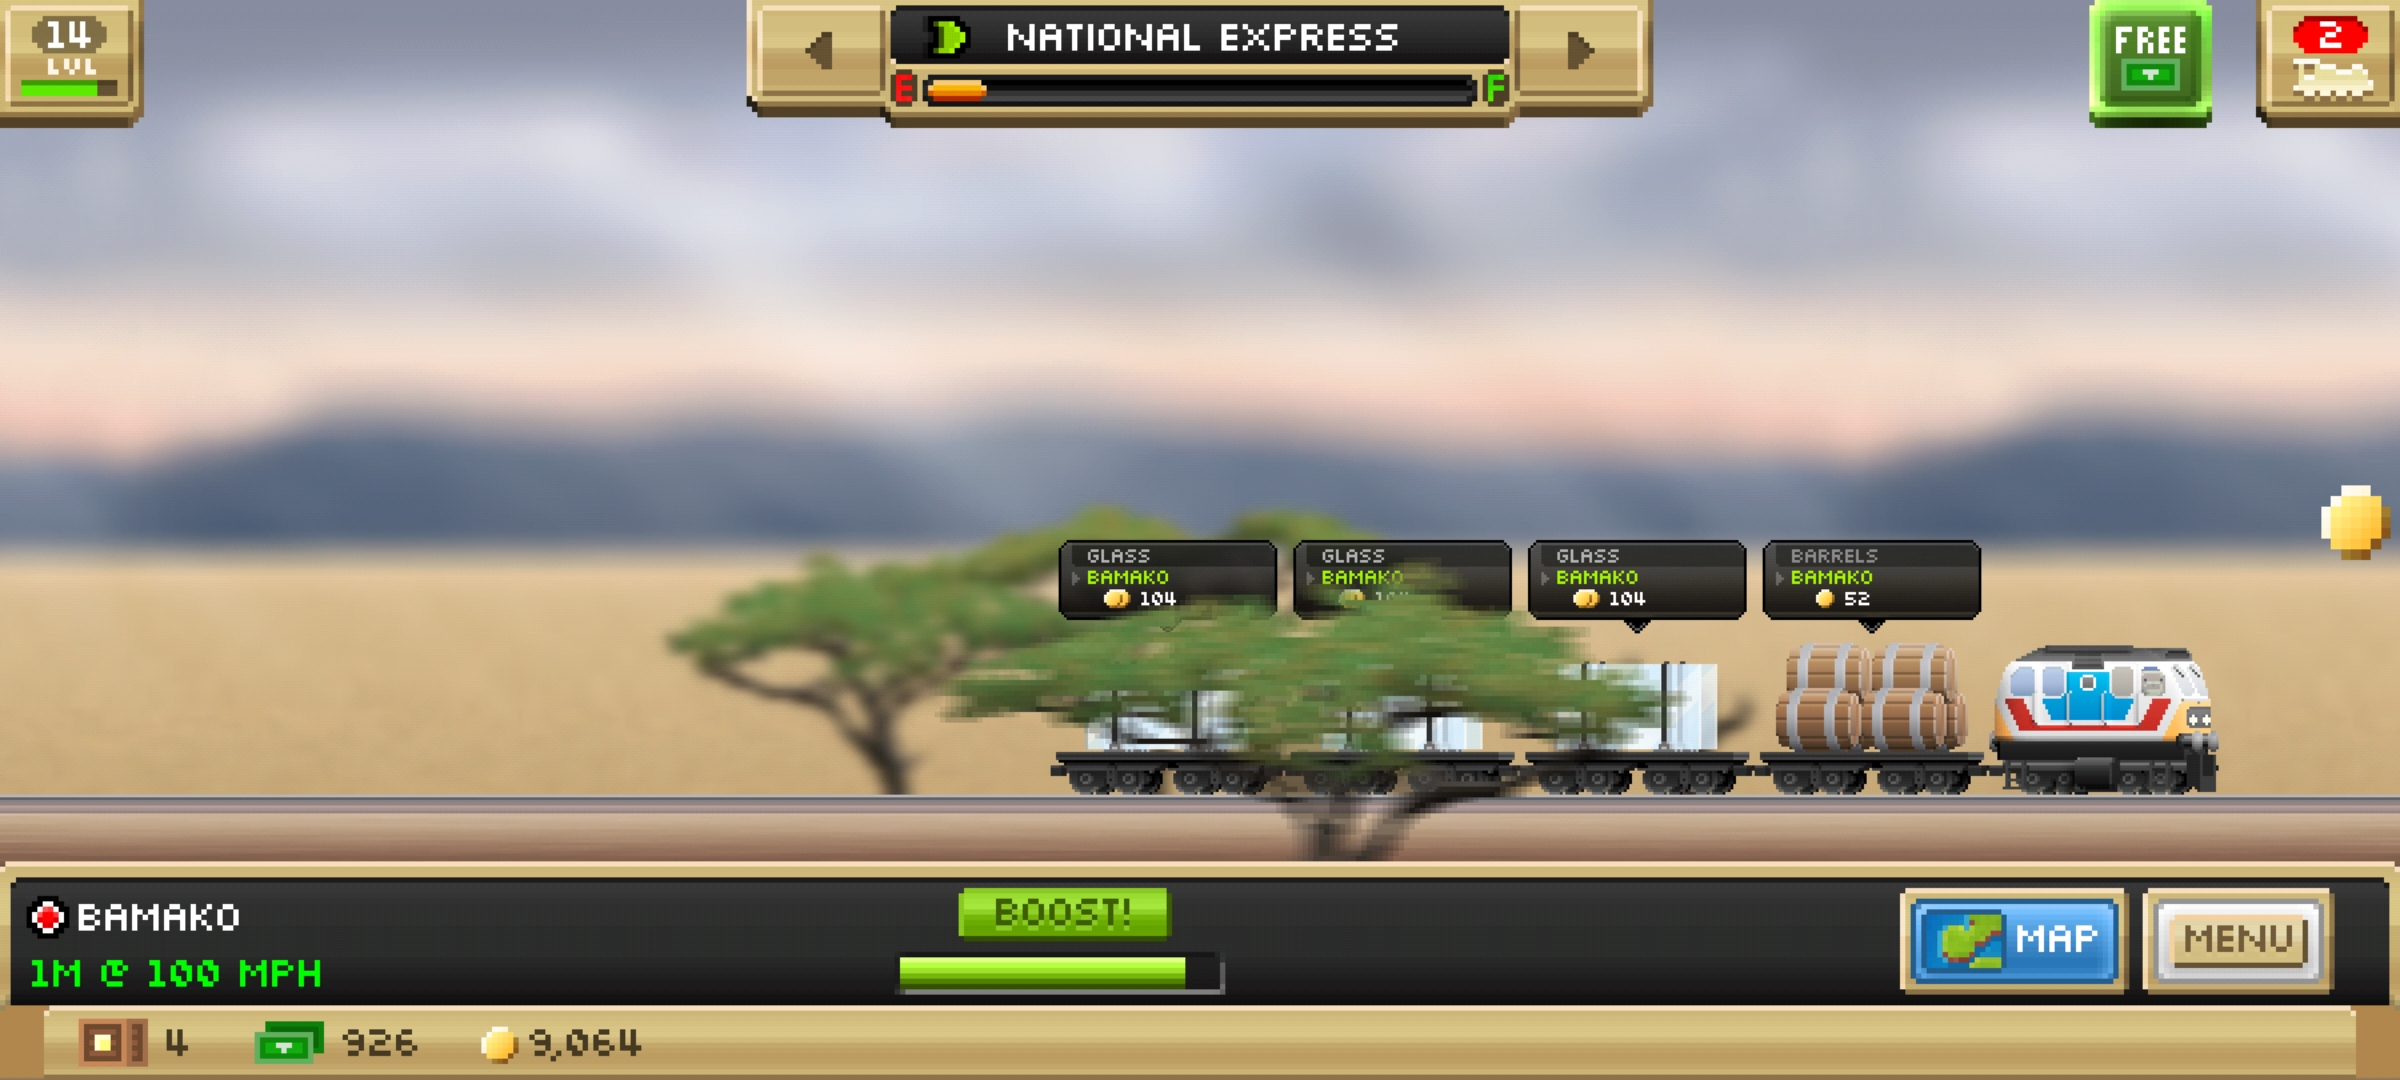 14
LVL
NATIONAL EXPRESS
E
F
FREE
2
GLASS
BAMAKO
104
GLASS
BAMAKO
GLASS
BAMAKO
104
BARRELS
BAMAKO
52
BAMAKO
1M @ 100 MPH
BOOST!
MAP
MENU
4
926
9,064